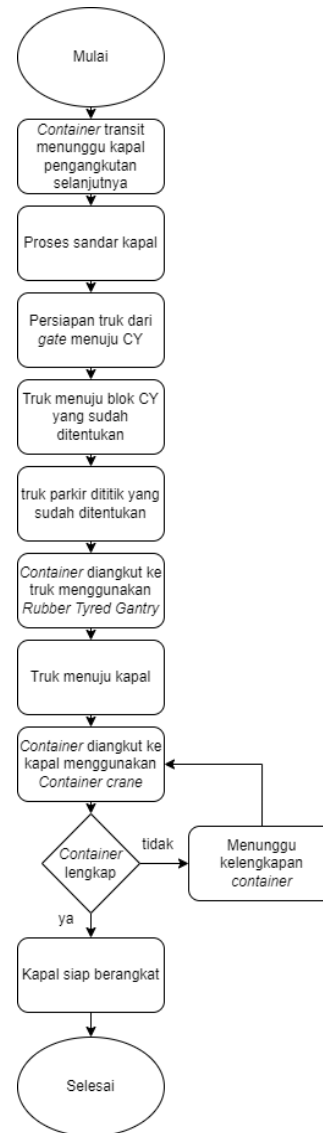 Mulai
Container transit
menunggu kapal
pengangkutan
selanjutnya
Proses sandar kapal
Persiapan truk dari
gate menuju CY
Truk menuju blok CY
yang sudah
ditentukan
truk parkir dititik yang
sudah ditentukan
Container diangkut ke
truk menggunakan
Rubber Tyred Gantry
Truk menuju kapal
Container diangkut ke
kapal menggunakan
Container crane
Container
lengkap
tidak
Menunggu
kelengkapan
container
ya
Kapal siap berangkat
Selesai